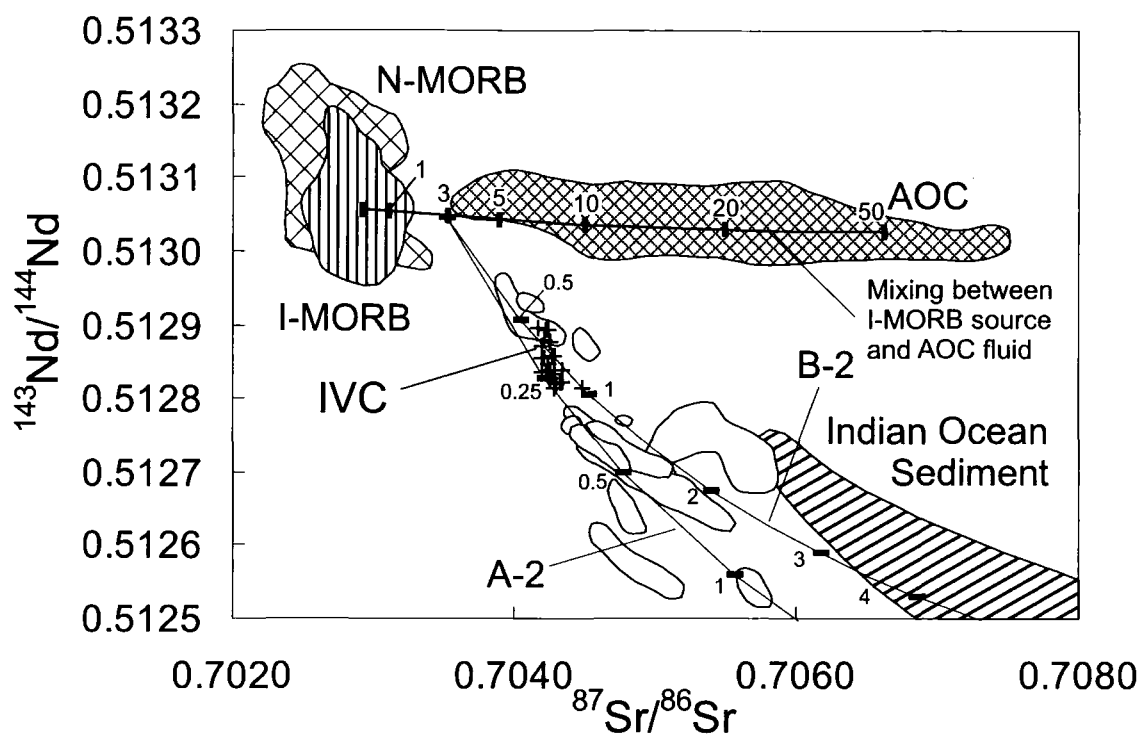 0.5133
N-MORB
0.5132
0.5131
1
3
5
10
20
50
AOC
0.5130
I-MORB
Mixing between
I-MORB source
and AOC fluid
0.5129
0.5
IVC
0.25
1
B-2
0.5128
Indian Ocean
Sediment
0.5127
0.5
2
0.5126
A-2
1
3
4
0.5125
143Nd/144Nd
0.7020
0.7040
0.7060
0.7080
87Sr/86Sr